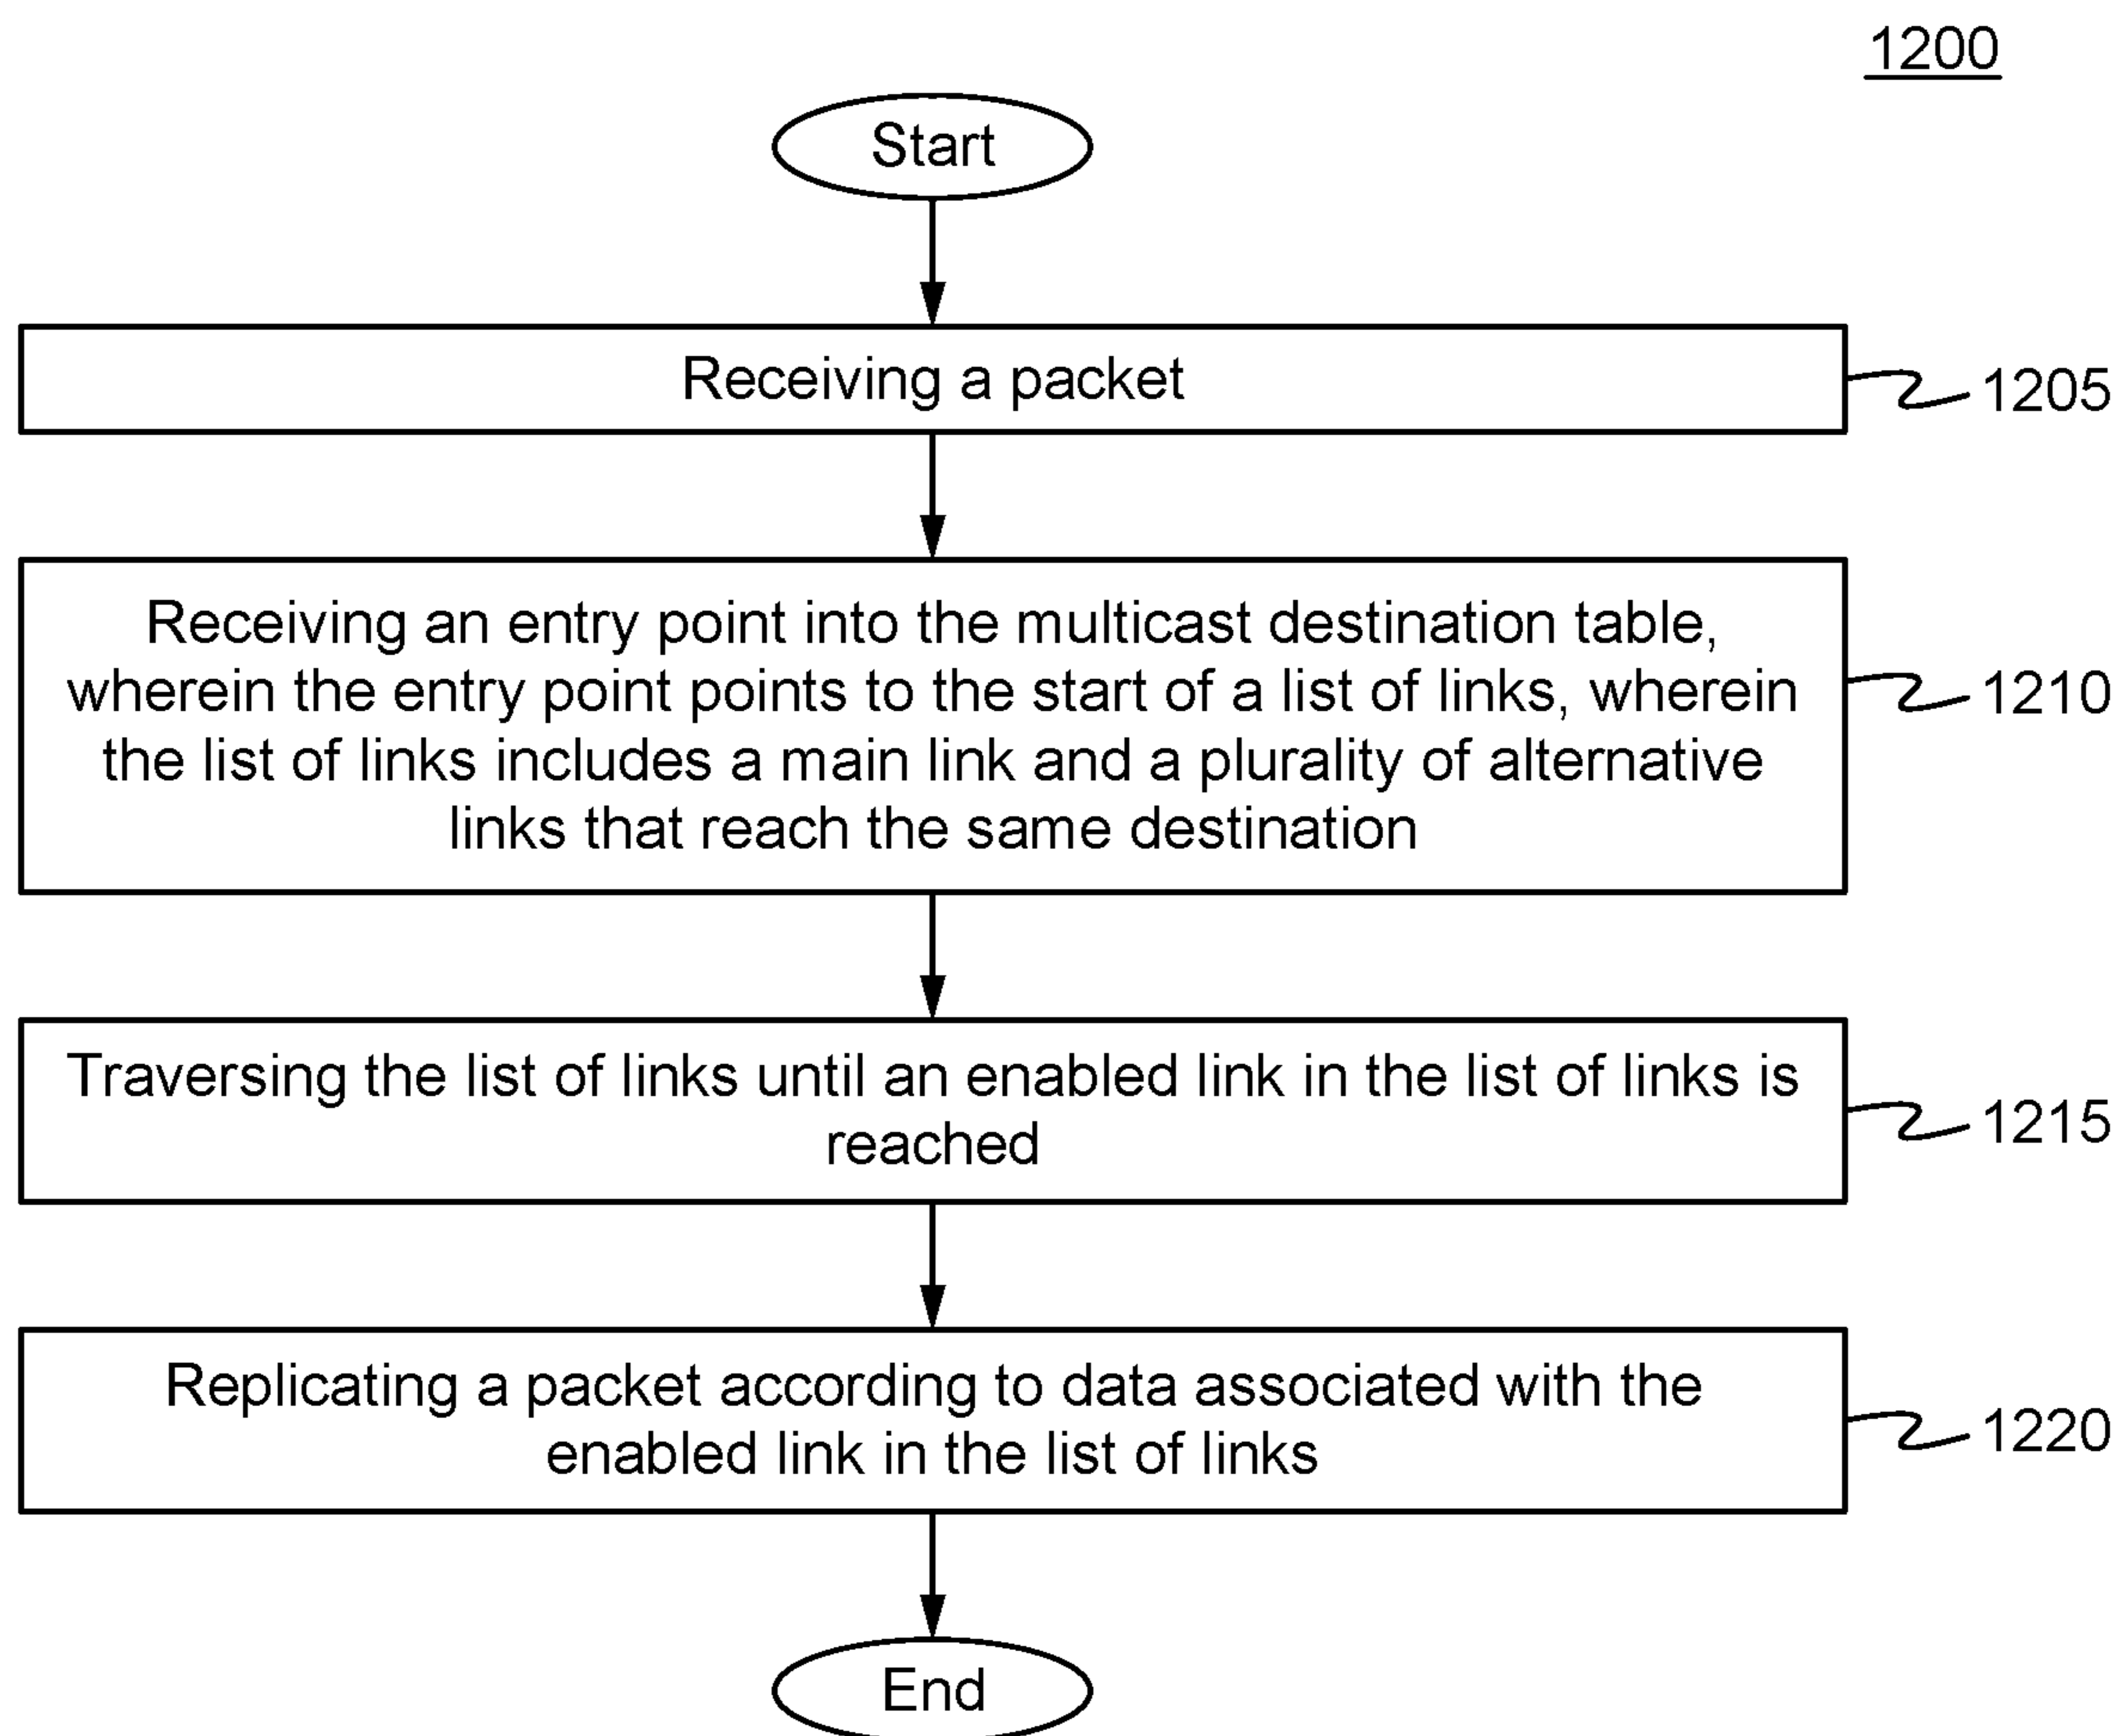 1200
Start
Receiving a packet
1205
Receiving an entry point into the multicast destination table,
wherein the entry point points to the start of a list of links, wherein
the list of links includes a main link and a plurality of alternative
links that reach the same destination
1210
Traversing the list of links until an enabled link in the list of links is
reached
1215
Replicating a packet according to data associated with the
enabled link in the list of links
1220
End